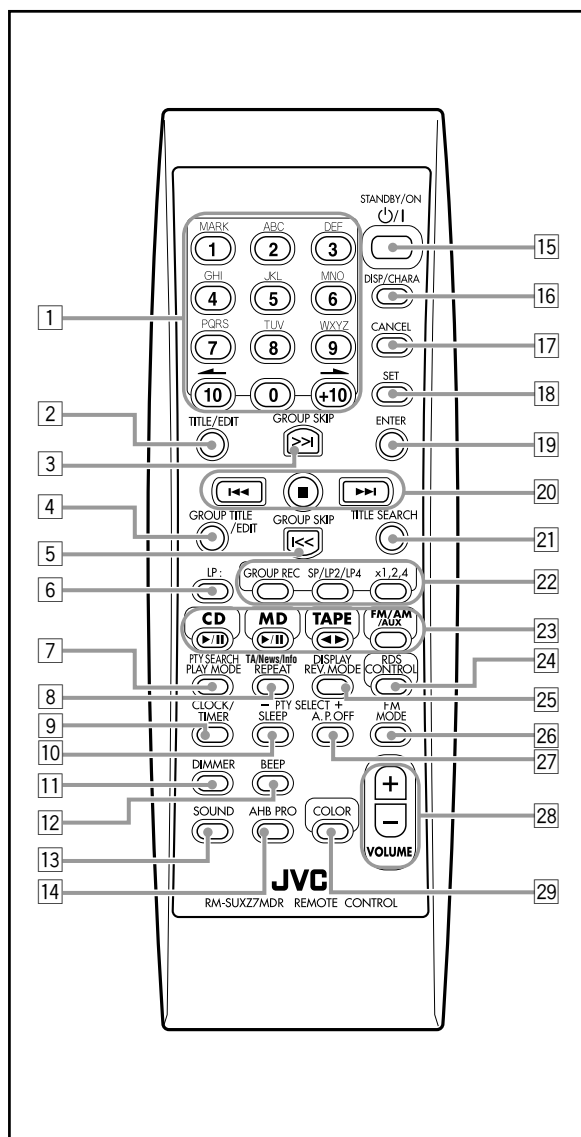 STANDBY/ON
⏻/I
MARK ABC DEF
1 2 3
15
DISP/CHARA
16
GHI JKL MNO
1
4 5 6
CANCEL
17
PQRS TUV WXYZ
7 8 9
SET
18
10 0 +10
2
TITLE/EDIT
GROUP SKIP
ENTER
19
>>I
3
20
4
GROUP TITLE
/EDIT
GROUP SKIP
TITLE SEARCH
21
I<<
5
LP:
GROUP REC SP/LP2/LP4 x1,2,4
22
6
CD MD TAPE FM/AM
/AUX
23
PTY SEARCH
PLAY MODE
TA/News/Info
REPEAT
DISPLAY
REV. MODE
RDS
CONTROL
24
7
8
25
CLOCK/
TIMER
– PTY SELECT +
SLEEP A.P.OFF
FM
MODE
9
26
10
27
DIMMER BEEP
11
12
28
SOUND AHB PRO COLOR
+
–
VOLUME
13
14
29
JVC
RM-SUXZ7MDR REMOTE CONTROL